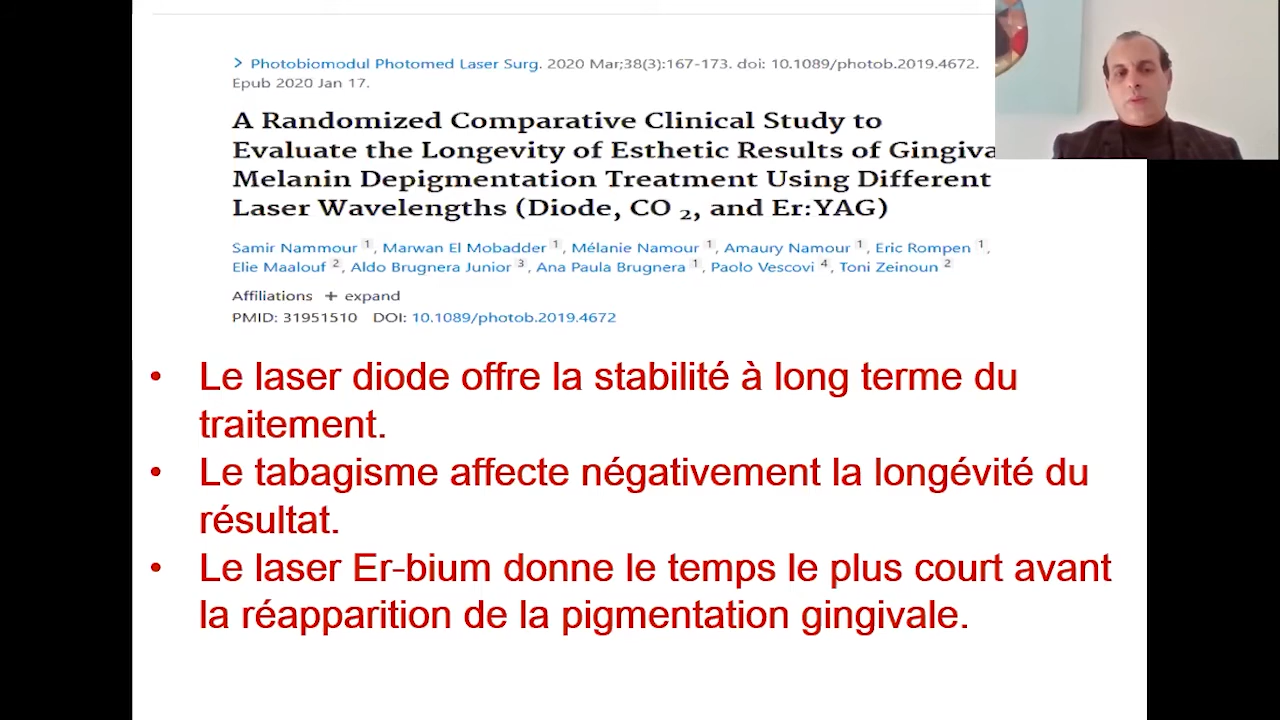 > Photobiomodul Photomed Laser Surg. 2020 Mar;38(3):167-173. doi: 10.1089/photob.2019.4672.
Epub 2020 Jan 17.
A Randomized Comparative Clinical Study to
Evaluate the Longevity of Esthetic Results of Gingiva
Melanin Depigmentation Treatment Using Different
Laser Wavelengths (Diode, CO 2, and Er:YAG)
Samir Nammour 1, Marwan El Mobadder 1, Mélanie Namour 1, Amaury Namour 1, Eric Rompen 1,
Elie Maalouf 2, Aldo Brugnera Junior 3, Ana Paula Brugnera 1, Paolo Vescovi 4, Toni Zeinoun 2
Affiliations + expand
PMID: 31951510 DOI: 10.1089/photob.2019.4672
• Le laser diode offre la stabilité à long terme du
traitement.
• Le tabagisme affecte négativement la longévité du
résultat.
• Le laser Er-bium donne le temps le plus court avant
la réapparition de la pigmentation gingivale.